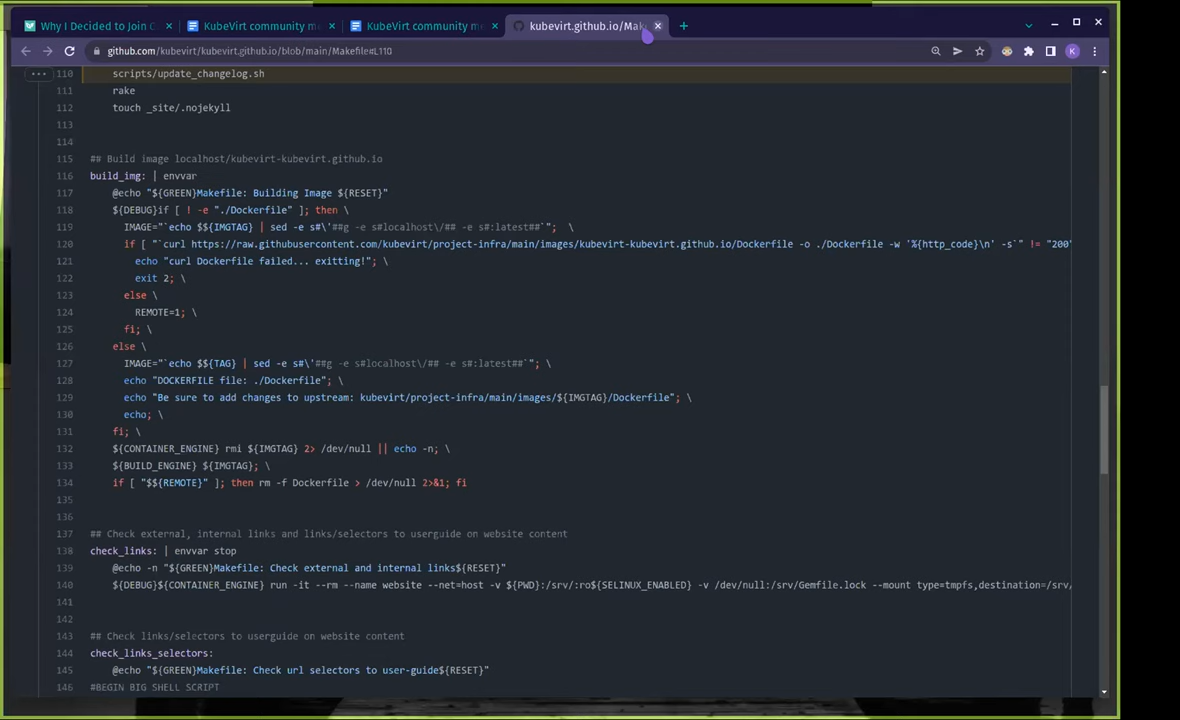 Why I Decided to Join G
KubeVirt community m
KubeVirt community m
kubevirt.github.io/Mak
github.com/kubevirt/kubevirt.github.io/blob/main/Makefile#L110
K
110 scripts/update_changelog.sh
111 rake
112 touch _site/.nojekyll
113
114
115 ## Build image localhost/kubevirt-kubevirt.github.io
116 build_img: | envvar
117 @echo "${GREEN}Makefile: Building Image ${RESET}"
118 ${DEBUG}if [ ! -e "./Dockerfile" ]; then \
119 IMAGE="`echo $${IMGTAG} | sed -e s#\'##g -e s#localhost\/## -e s#:latest##`"; \
120 if [ "`curl https://raw.githubusercontent.com/kubevirt/project-infra/main/images/kubevirt-kubevirt.github.io/Dockerfile -o ./Dockerfile -w '%{http_code}\n' -s`" != "200"
121 echo "curl Dockerfile failed... exitting!"; \
122 exit 2; \
123 else \
124 REMOTE=1; \
125 fi; \
126 else \
127 IMAGE="`echo $${TAG} | sed -e s#\'##g -e s#localhost\/## -e s#:latest##`"; \
128 echo "DOCKERFILE file: ./Dockerfile"; \
129 echo "Be sure to add changes to upstream: kubevirt/project-infra/main/images/${IMGTAG}/Dockerfile"; \
130 echo; \
131 fi; \
132 ${CONTAINER_ENGINE} rmi ${IMGTAG} 2> /dev/null || echo -n; \
133 ${BUILD_ENGINE} ${IMGTAG}; \
134 if [ "$${REMOTE}" ]; then rm -f Dockerfile > /dev/null 2>&1; fi
135
136
137 ## Check external, internal links and links/selectors to userguide on website content
138 check_links: | envvar stop
139 @echo -n "${GREEN}Makefile: Check external and internal links${RESET}"
140 ${DEBUG}${CONTAINER_ENGINE} run -it --rm --name website --net=host -v ${PWD}:/srv/:ro${SELINUX_ENABLED} -v /dev/null:/srv/Gemfile.lock --mount type=tmpfs,destination=/srv/
141
142
143 ## Check links/selectors to userguide on website content
144 check_links_selectors:
145 @echo "${GREEN}Makefile: Check url selectors to user-guide${RESET}"
146 #BEGIN BIG SHELL SCRIPT